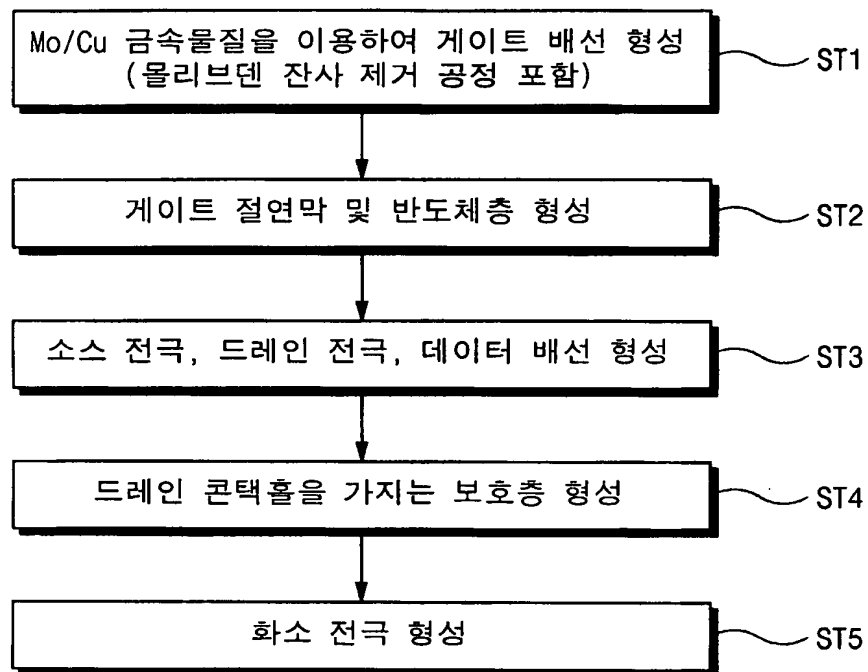 Mo/Cu 금속물질을 이용하여 게이트 배선 형성
(몰리브덴 잔사 제거 공정 포함)
ST1
게이트 절연막 및 반도체층 형성
ST2
소스 전극, 드레인 전극, 데이터 배선 형성
ST3
드레인 콘택홀을 가지는 보호층 형성
ST4
화소 전극 형성
ST5